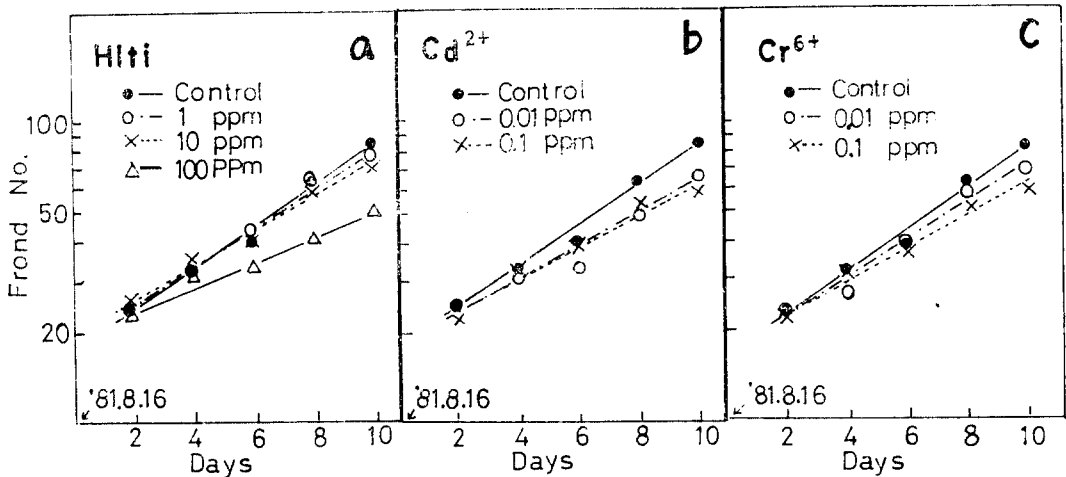 Hlti a
Control
1 ppm
10 ppm
100 PPm
Cd2+ b
Control
0.01 ppm
0.1 ppm
Cr6+ C
Control
0.01 ppm
0.1 ppm
Frond No.
100
50
20
'81.8.16
'81.8.16
'81.8.16
2 4 6 8 10
2 4 6 8 10
2 4 6 8 10
Days
Days
Days